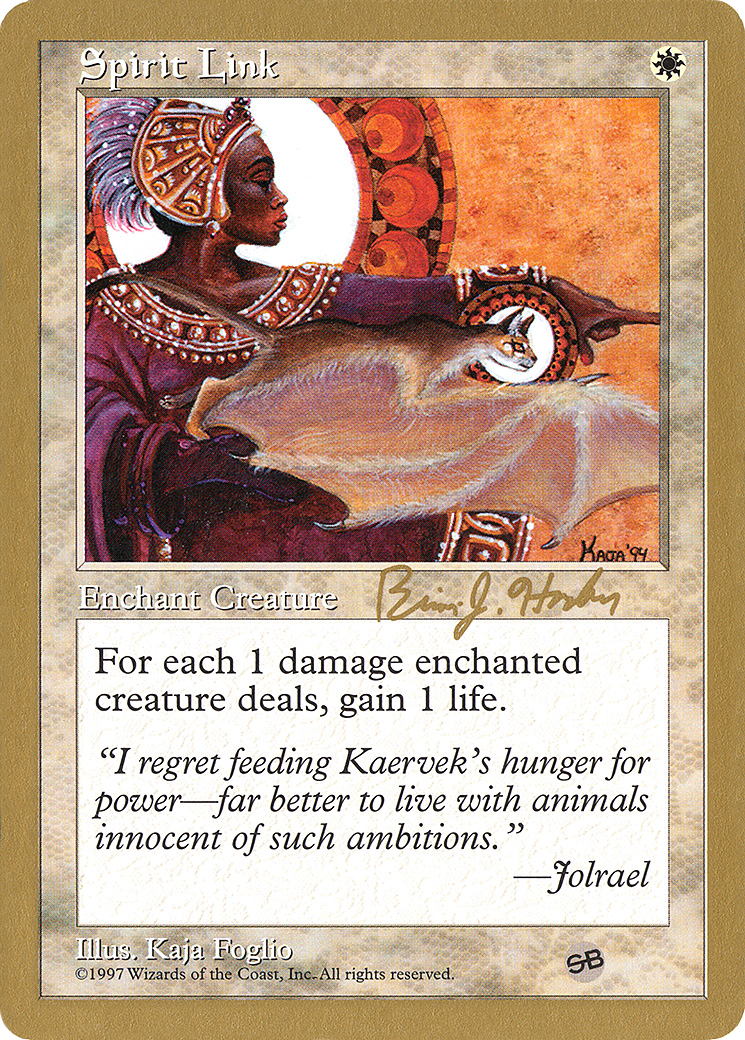 Spirit Link
Kaja '94
Enchant Creature
Brian J. Hacker
For each 1 damage enchanted
creature deals, gain 1 life.
“I regret feeding Kaervek’s hunger for
power—far better to live with animals
innocent of such ambitions.”
—Jolrael
Illus. Kaja Foglio
©1997 Wizards of the Coast, Inc. All rights reserved.
SB